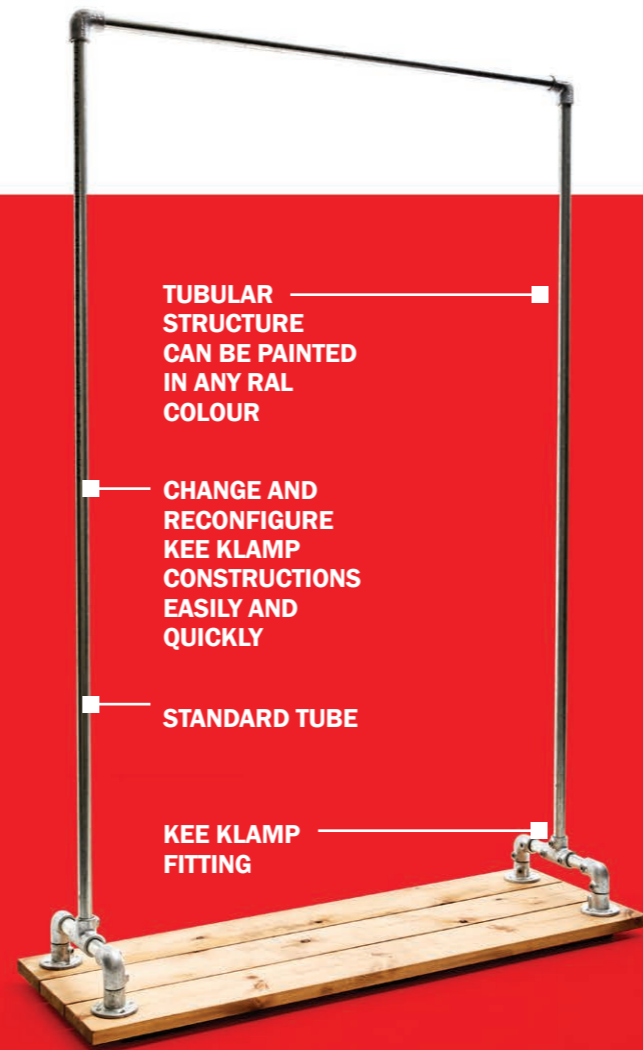 TUBULAR
STRUCTURE
CAN BE PAINTED
IN ANY RAL
COLOUR
CHANGE AND
RECONFIGURE
KEE KLAMP
CONSTRUCTIONS
EASILY AND
QUICKLY
STANDARD TUBE
KEE KLAMP
FITTING